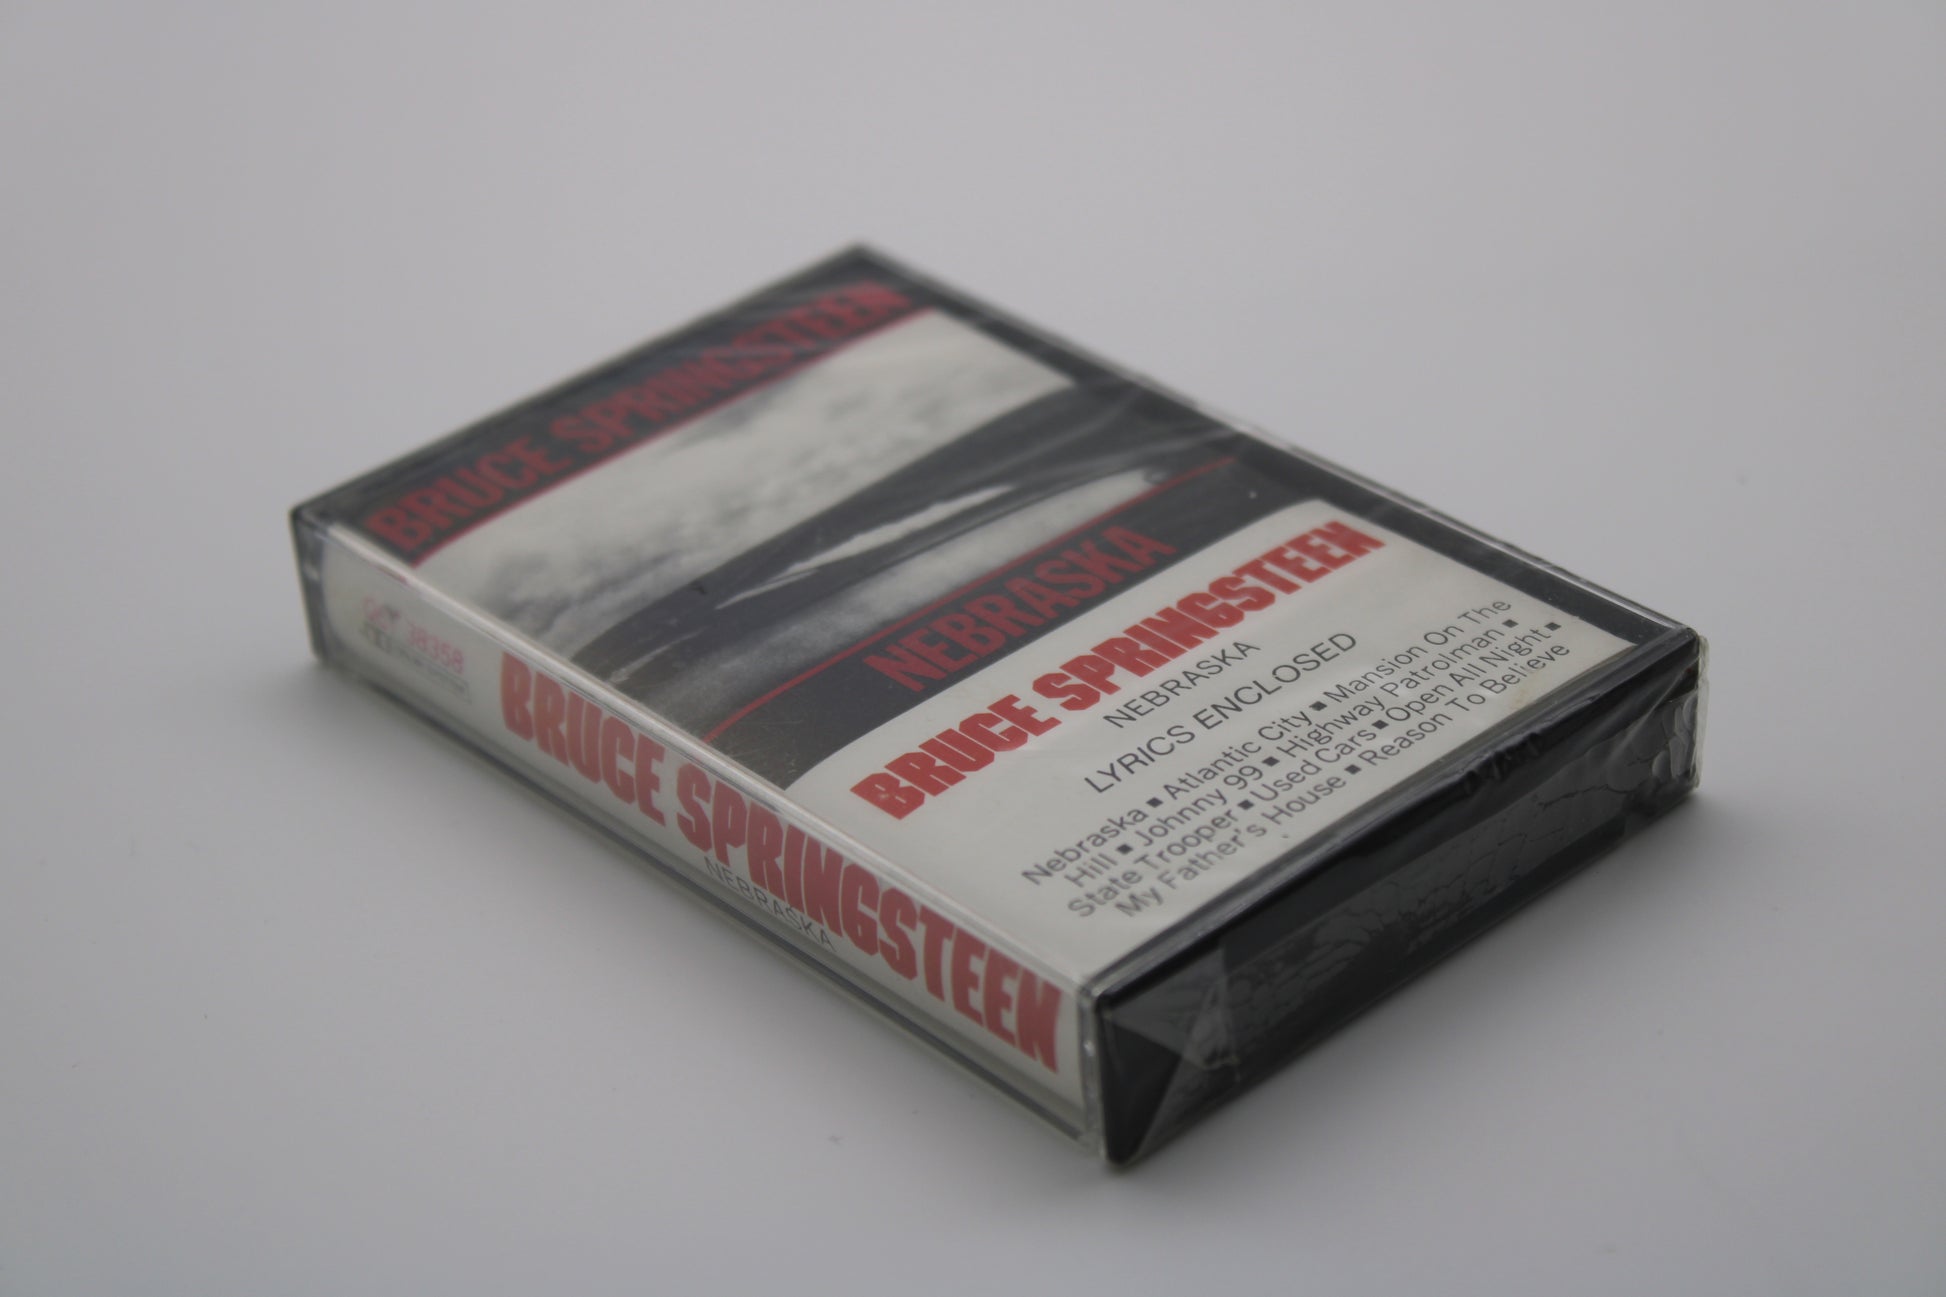 BRUCE SPRINGSTEEN
NEBRASKA
BRUCE SPRINGSTEEN
NEBRASKA
LYRICS ENCLOSED
Nebraska ▪ Atlantic City ▪ Mansion On The
Hill ▪ Johnny 99 ▪ Highway Patrolman ▪
State Trooper ▪ Used Cars ▪ Open All Night ▪
My Father's House ▪ Reason To Believe
38358
BRUCE SPRINGSTEEN
NEBRASKA